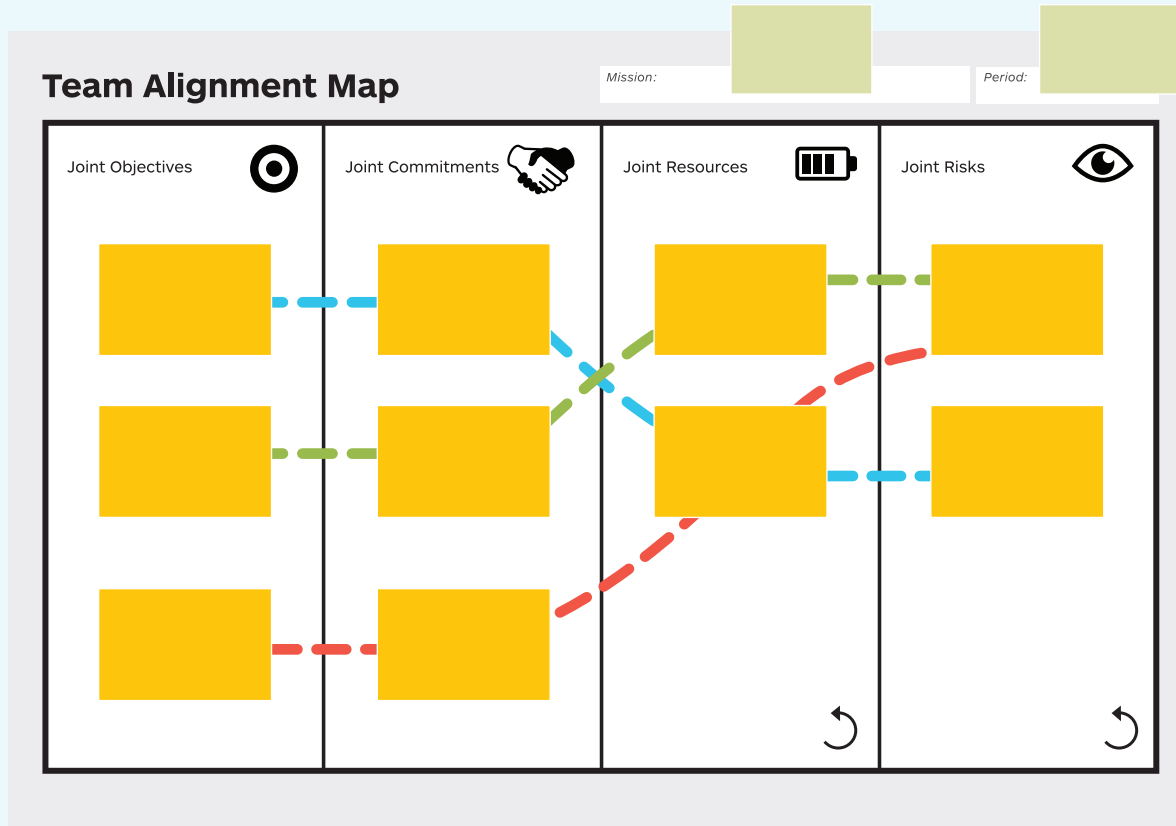 Team Alignment Map
Mission:
Period:
Joint Objectives
Joint Commitments
Joint Resources
Joint Risks